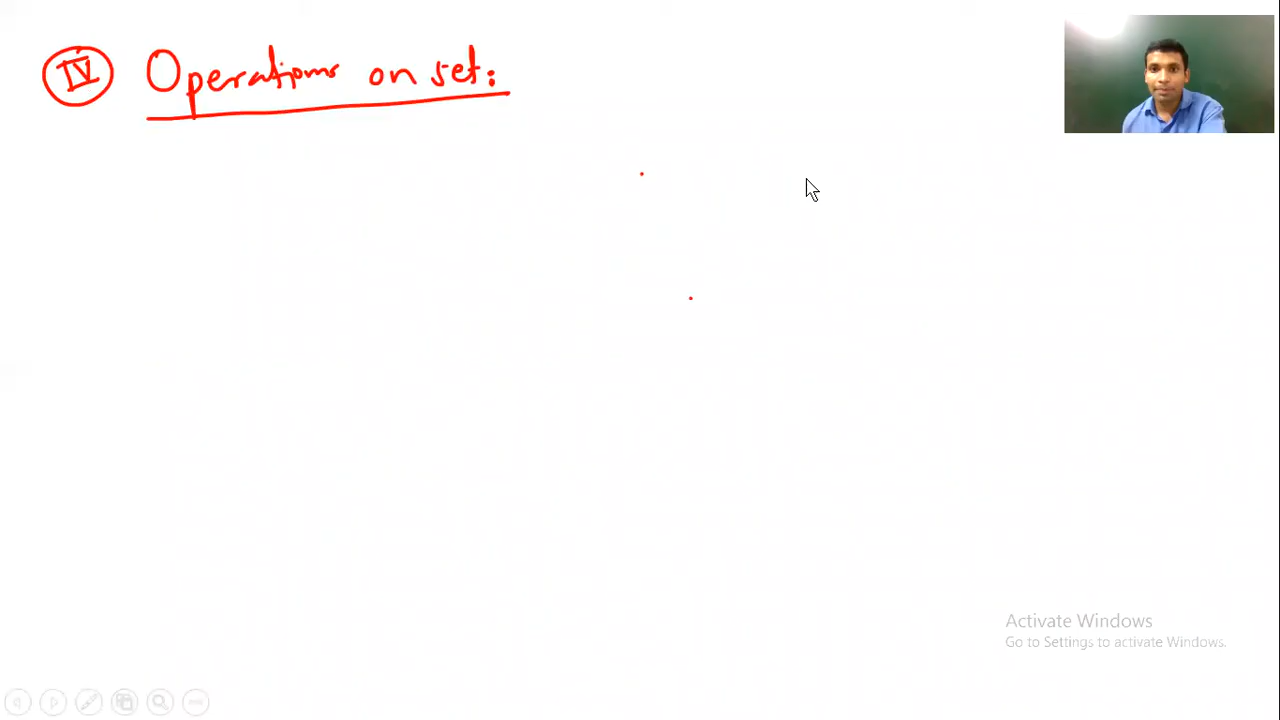 IV Operations on set:
Activate Windows
Go to Settings to activate Windows.